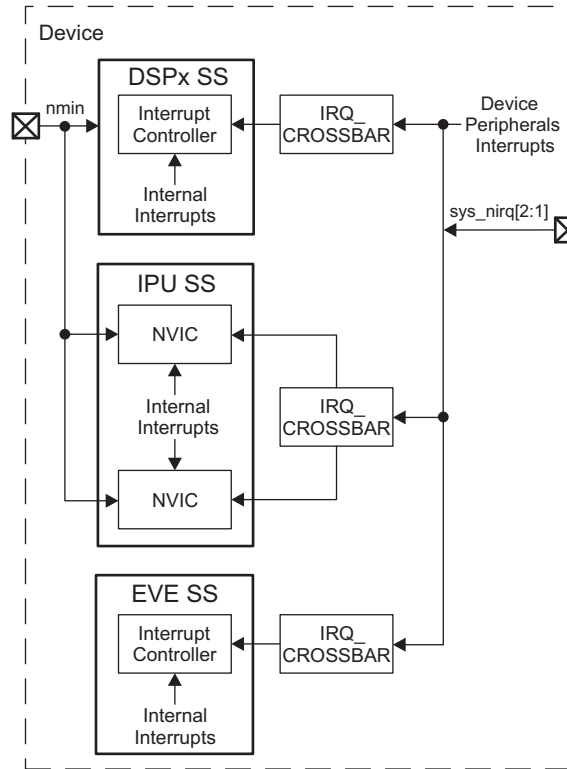 Device
DSPx SS
nmin
Interrupt
Controller
IRQ_
CROSSBAR
Device
Peripherals
Interrupts
Internal
Interrupts
sys_nirq[2:1]
IPU SS
NVIC
Internal
Interrupts
IRQ_
CROSSBAR
NVIC
EVE SS
Interrupt
Controller
IRQ_
CROSSBAR
Internal
Interrupts